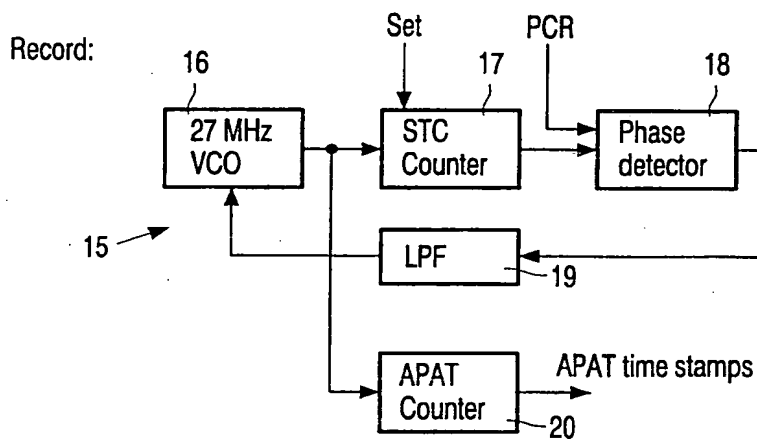 Record:
Set
PCR
16
17
18
27 MHz
VCO
STC
Counter
Phase
detector
15
LPF
19
APAT
Counter
APAT time stamps
20